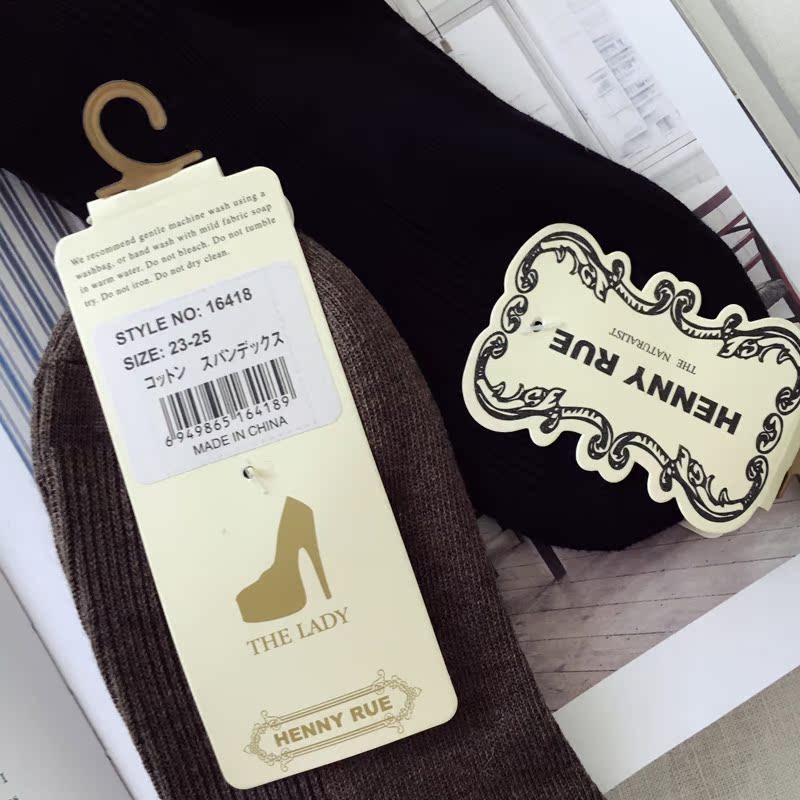 We recommend gentle machine wash using a
washbag, or hand wash with mild fabric soap
in warm water. Do not bleach. Do not tumble
try. Do not iron. Do not dry clean.
STYLE NO: 16418
SIZE: 23-25
コットン スパンデックス
6 949865 164189
MADE IN CHINA
THE LADY
HENNY RUE
HENNY RUE
THE NATURALIST